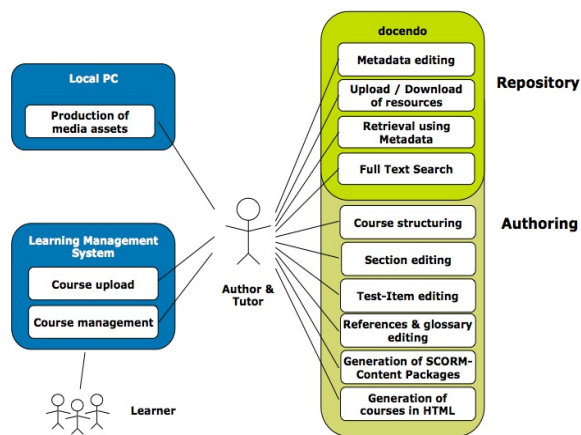 Local PC
Production of
media assets
Learning Management
System
Course upload
Course management
Learner
Author &
Tutor
docendo
Metadata editing
Upload / Download
of resources
Retrieval using
Metadata
Full Text Search
Repository
Course structuring
Section editing
Test-Item editing
References & glossary
editing
Generation of SCORM-
Content Packages
Generation of
courses in HTML
Authoring